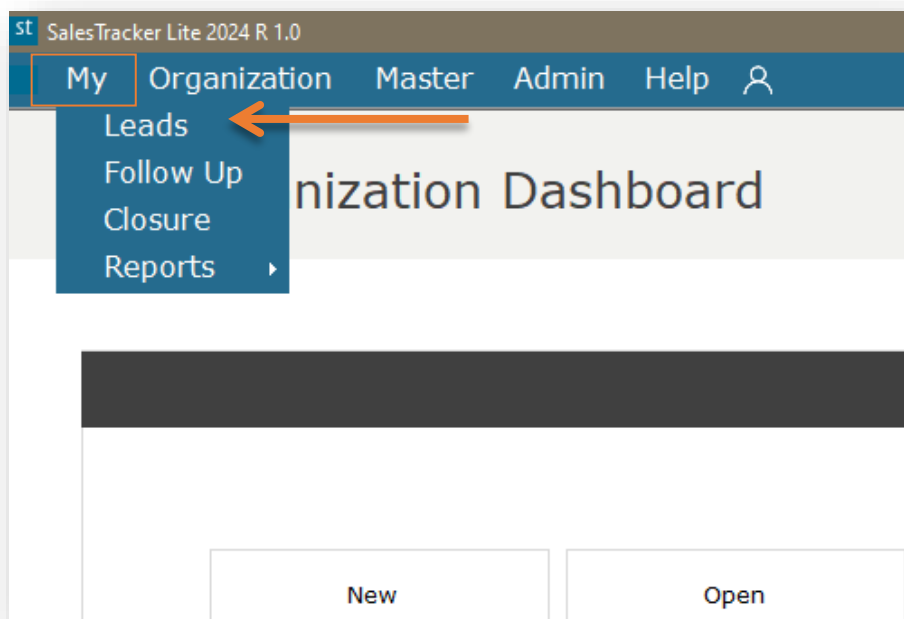 st SalesTracker Lite 2024 R 1.0
My Organization Master Admin Help
Leads
Follow Up
nization Dashboard
Closure
Reports
New Open